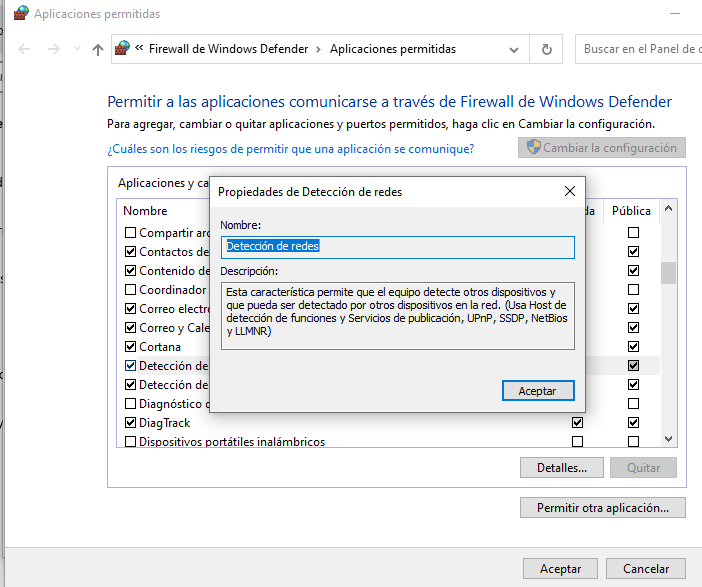 Aplicaciones permitidas
« Firewall de Windows Defender › Aplicaciones permitidas
Buscar en el Panel de
Permitir a las aplicaciones comunicarse a través de Firewall de Windows Defender
Para agregar, cambiar o quitar aplicaciones y puertos permitidos, haga clic en Cambiar la configuración.
¿Cuáles son los riesgos de permitir que una aplicación se comunique?
Cambiar la configuración
Aplicaciones y ca
Nombre
da
Pública
Compartir arc
Contactos de
Contenido de
Coordinador
Correo electro
Correo y Cale
Cortana
Detección de
Detección de
Diagnóstico d
DiagTrack
Dispositivos portátiles inalámbricos
Propiedades de Detección de redes
Nombre:
Detección de redes
Descripción:
Esta característica permite que el equipo detecte otros dispositivos y
que pueda ser detectado por otros dispositivos en la red. (Usa Host de
detección de funciones y Servicios de publicación, UPnP, SSDP, NetBios
y LLMNR)
Aceptar
Detalles...
Quitar
Permitir otra aplicación...
Aceptar
Cancelar